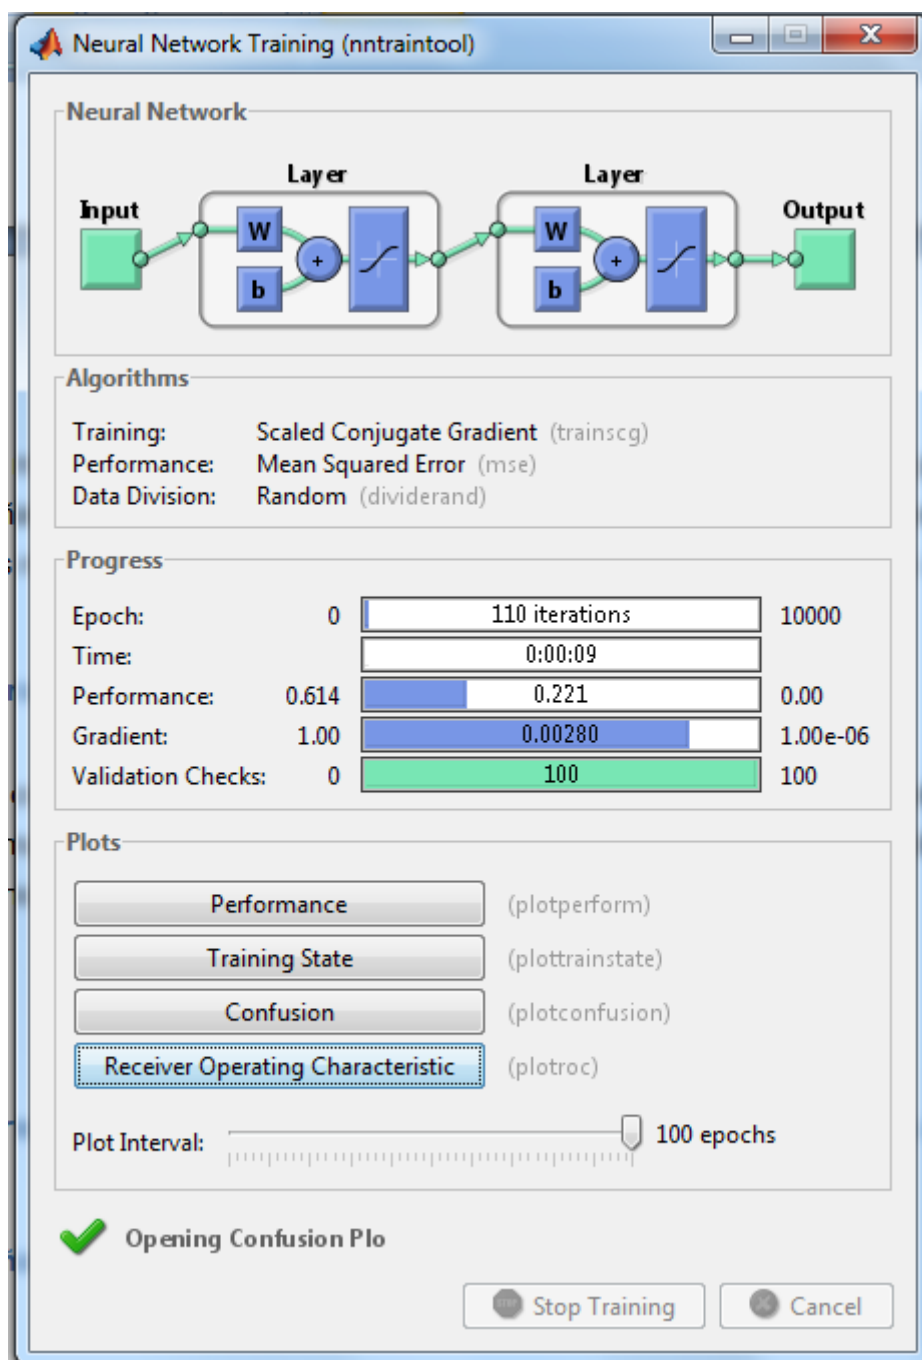 Neural Network Training (nntraintool)
Neural Network
Layer Layer
Input Output
W W
+ +
b b
Algorithms
Training: Scaled Conjugate Gradient (trainscg)
Performance: Mean Squared Error (mse)
Data Division: Random (dividerand)
Progress
Epoch: 0 110 iterations 10000
Time: 0:00:09
Performance: 0.614 0.221 0.00
Gradient: 1.00 0.00280 1.00e-06
Validation Checks: 0 100 100
Plots
Performance (plotperform)
Training State (plottrainstate)
Confusion (plotconfusion)
Receiver Operating Characteristic (plotroc)
Plot Interval: 100 epochs
Opening Confusion Plo
Stop Training Cancel